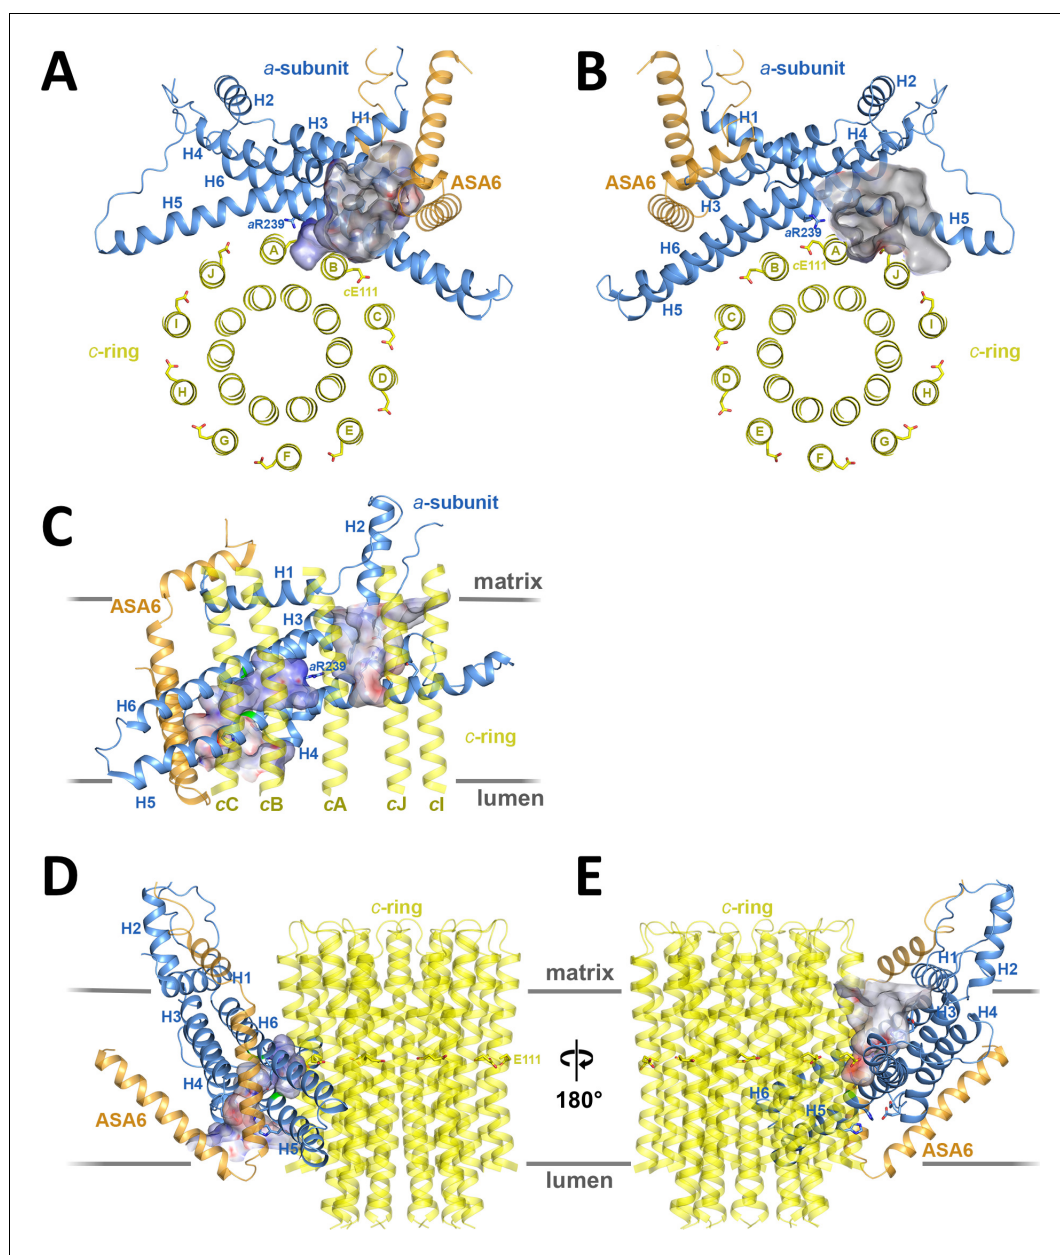 A
a-subunit
H2
H3
H1
H4
H6
ASA6
H5
aR239
A
B
J
cE111
I
C
c-ring
H
D
G
E
F
B
a-subunit
H2
H1
H4
ASA6
H3
H5
aR239
H6
cE111
A
B
J
H5
C
I
c-ring
D
H
E
G
F
C
a-subunit
H2
matrix
H1
ASA6
H3
aR239
H6
c-ring
H4
H5
cC
cB
cA
cJ
cI
lumen
D
c-ring
H2
H1
matrix
H3
H6
E111
H4
ASA6
H5
lumen
180°
E
c-ring
H1
H2
H3
H4
H6
H5
ASA6